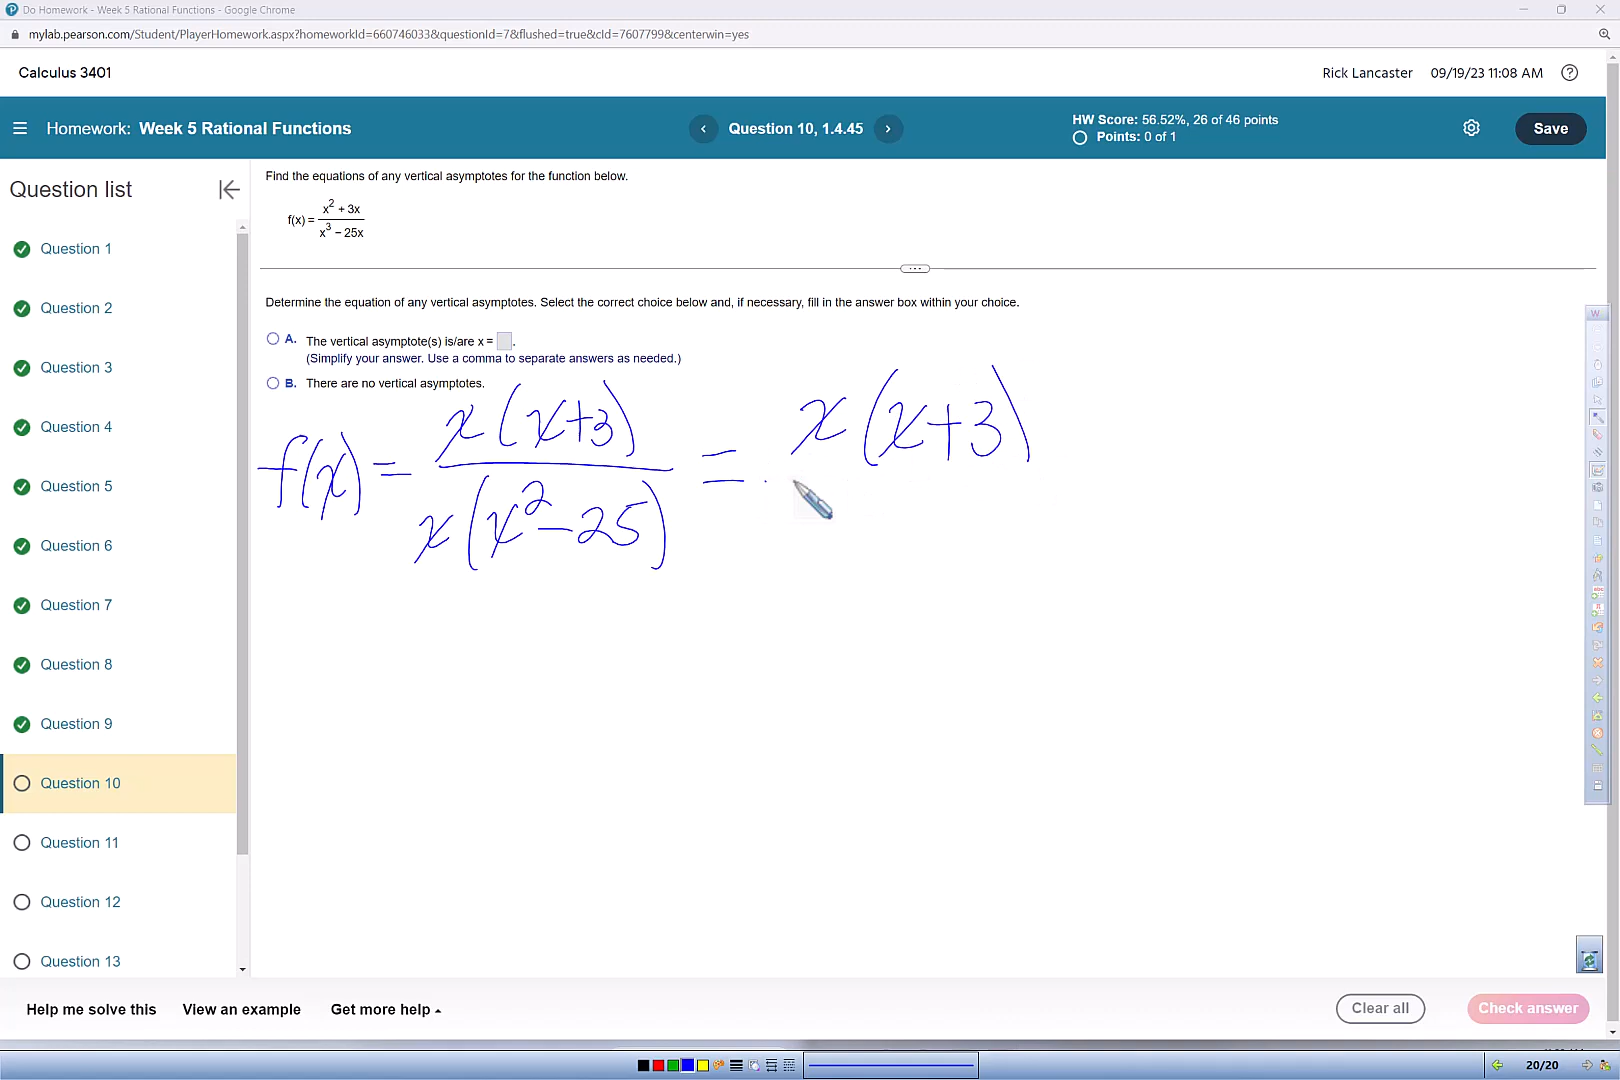 Do Homework - Week 5 Rational Functions - Google Chrome
mylab.pearson.com/Student/PlayerHomework.aspx?homeworkId=660746033&questionId=7&flushed=true&cId=7607799&centerwin=yes
Calculus 3401
Rick Lancaster 09/19/23 11:08 AM
Homework: Week 5 Rational Functions
Question 10, 1.4.45
HW Score: 56.52%, 26 of 46 points
Points: 0 of 1
Save
Question list
Question 1
Question 2
Question 3
Question 4
Question 5
Question 6
Question 7
Question 8
Question 9
Question 10
Question 11
Question 12
Question 13
Find the equations of any vertical asymptotes for the function below.
f(x) = (x² + 3x)/(x³ − 25x)
Determine the equation of any vertical asymptotes. Select the correct choice below and, if necessary, fill in the answer box within your choice.
A. The vertical asymptote(s) is/are x = .
(Simplify your answer. Use a comma to separate answers as needed.)
B. There are no vertical asymptotes.
f(x) = x(x+3)/x(x²−25) = x(x+3)
Help me solve this
View an example
Get more help
Clear all
Check answer
20/20